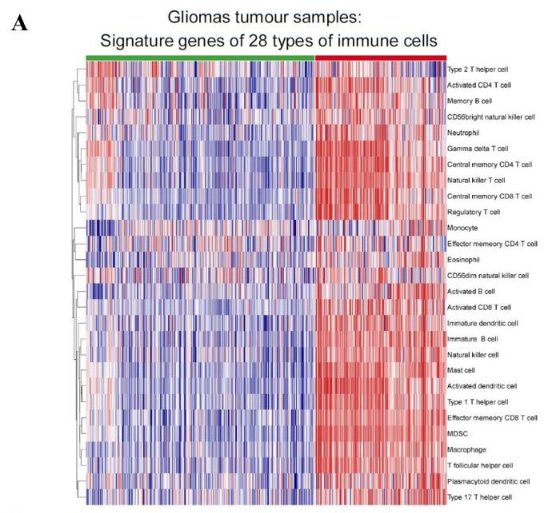 A
Gliomas tumour samples:
Signature genes of 28 types of immune cells
Type 2 T helper cell
Activated CD4 T cell
Memory B cell
CD56bright natural killer cell
Neutrophil
Gamma delta T cell
Central memory CD4 T cell
Natural killer T cell
Central memory CD8 T cell
Regulatory T cell
Monocyte
Effector memeory CD4 T cell
Eosinophil
CD56dim natural killer cell
Activated B cell
Activated CD8 T cell
Immature dendritic cell
Immature B cell
Natural killer cell
Mast cell
Activated dendritic cell
Type 1 T helper cell
Effector memeory CD8 T cell
MDSC
Macrophage
T follicular helper cell
Plasmacytoid dendritic cell
Type 17 T helper cell